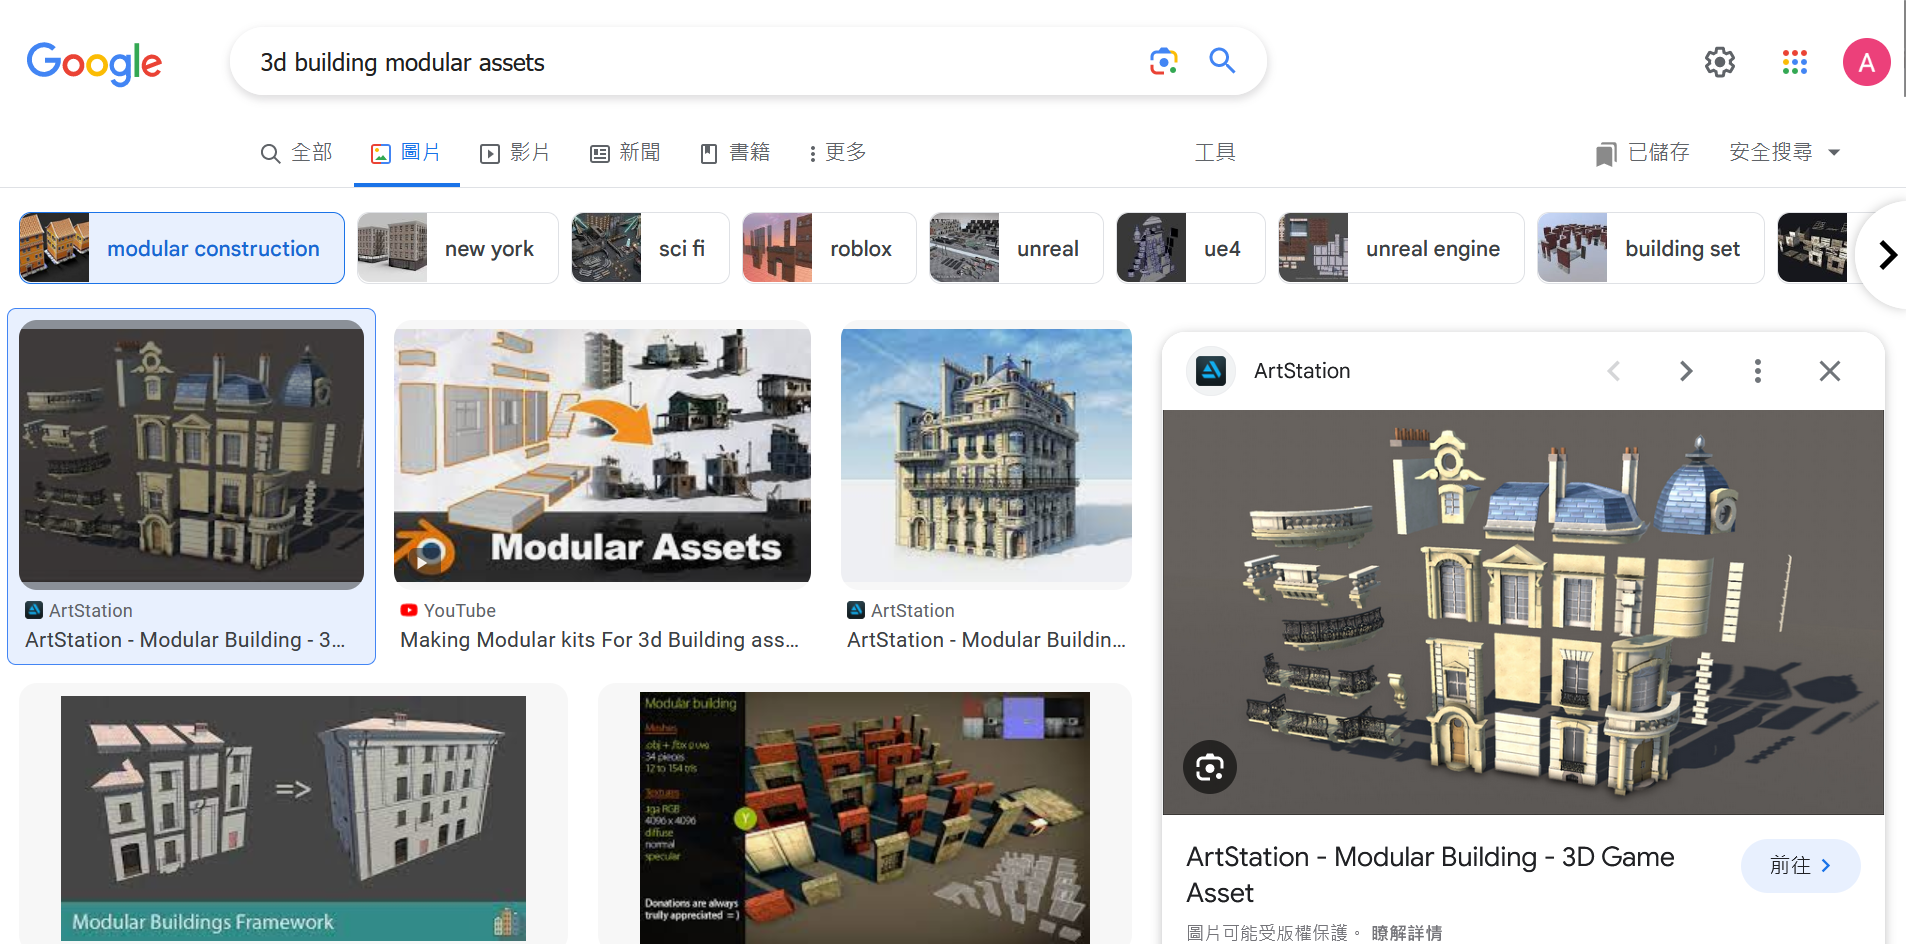 Google
3d building modular assets
A
全部
圖片
影片
新聞
書籍
更多
工具
已儲存
安全搜尋
modular construction
new york
sci fi
roblox
unreal
ue4
unreal engine
building set
Modular Assets
ArtStation
ArtStation - Modular Building - 3...
YouTube
Making Modular kits For 3d Building ass...
ArtStation
ArtStation - Modular Buildin...
=>
Modular Buildings Framework
Modular building
Meshes
.obj + .fbx & uvo
34 pieces
12 to 154 tris
Textures
.tga RGB
4096 x 4096
diffuse
normal
specular
Y
Donations are always
trully appreciated =)
ArtStation
ArtStation - Modular Building - 3D Game
Asset
前往
圖片可能受版權保護。 瞭解詳情